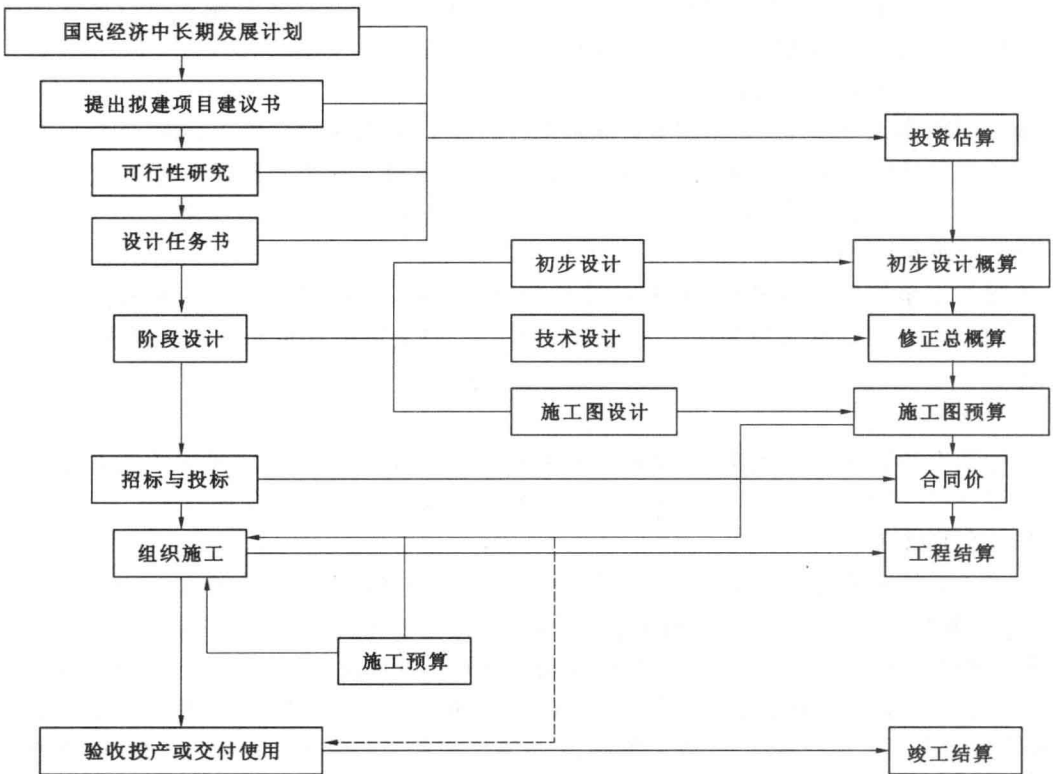 国民经济中长期发展计划
提出拟建项目建议书
投资估算
可行性研究
设计任务书
初步设计
初步设计概算
阶段设计
技术设计
修正总概算
施工图设计
施工图预算
招标与投标
合同价
组织施工
工程结算
施工预算
验收投产或交付使用
竣工结算